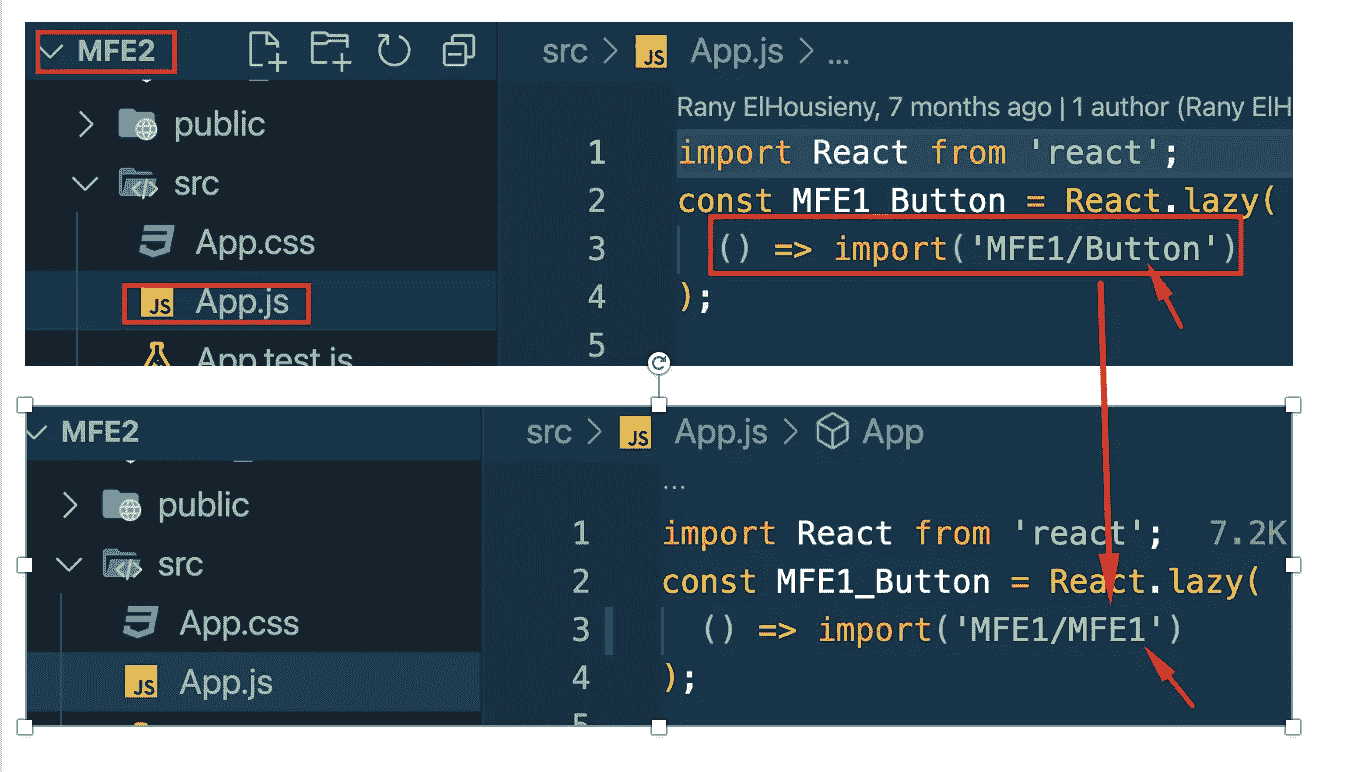 MFE2
src > JS App.js > ...
public
Rany ElHousieny, 7 months ago | 1 author (Rany ElH
src
1 import React from 'react';
App.css
2 const MFE1_Button = React.lazy(
JS App.js
3 () => import('MFE1/Button')
App.test.js
4 );
5
MFE2
src > JS App.js > App
public
...
src
1 import React from 'react'; 7.2K
App.css
2 const MFE1_Button = React.lazy(
JS App.js
3 () => import('MFE1/MFE1')
4 );
5